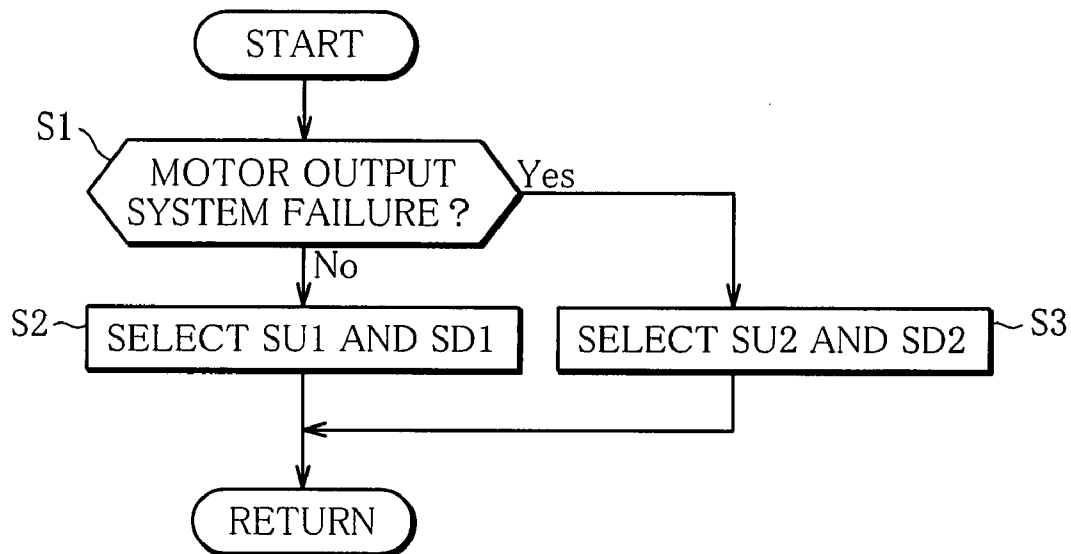 START
S1
MOTOR OUTPUT
SYSTEM FAILURE?
Yes
No
S2
SELECT SU1 AND SD1
SELECT SU2 AND SD2
S3
RETURN